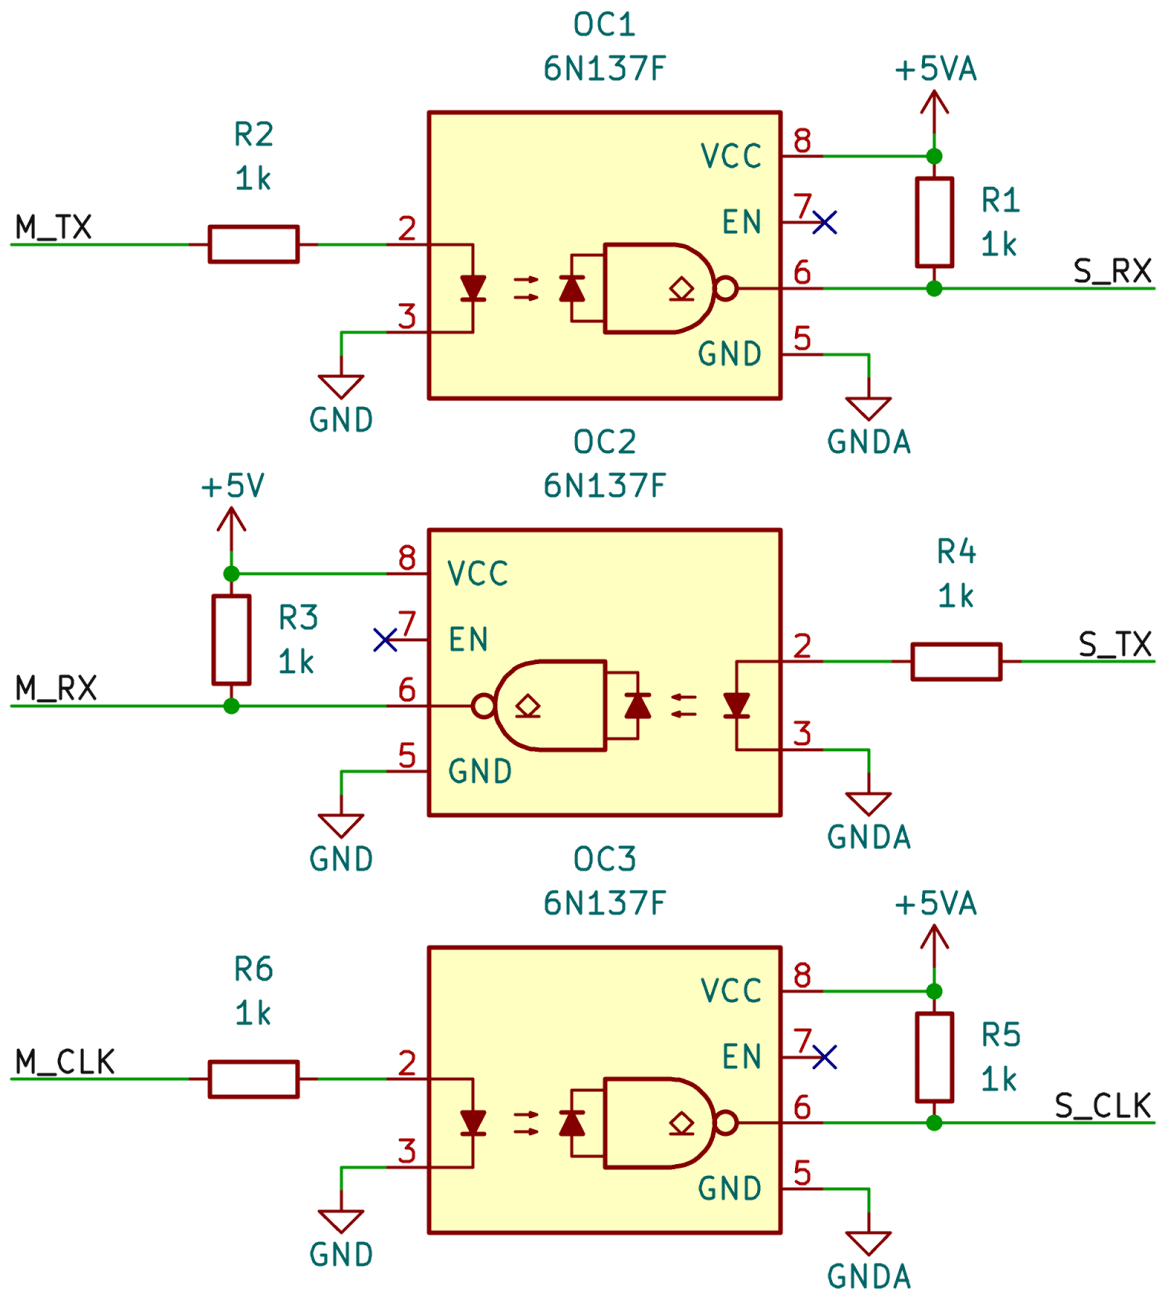 OC1
6N137F
+5VA
R2
1k
VCC
8
M_TX
2
EN
7
R1
1k
6
S_RX
3
GND
5
GND
GNDA
OC2
6N137F
+5V
8
VCC
R4
1k
R3
1k
7
EN
2
S_TX
M_RX
6
3
5
GND
GND
GNDA
OC3
6N137F
+5VA
R6
1k
VCC
8
M_CLK
2
EN
7
R5
1k
6
S_CLK
3
GND
5
GND
GNDA